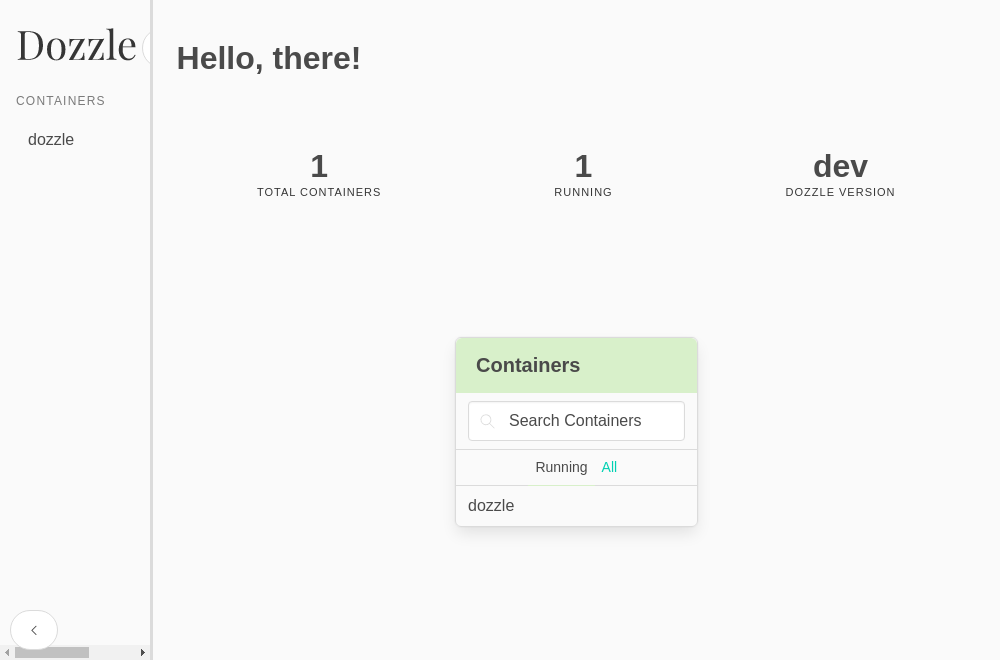 Dozzle
CONTAINERS
dozzle
Hello, there!
1
TOTAL CONTAINERS
1
RUNNING
dev
DOZZLE VERSION
Containers
Search Containers
Running All
dozzle